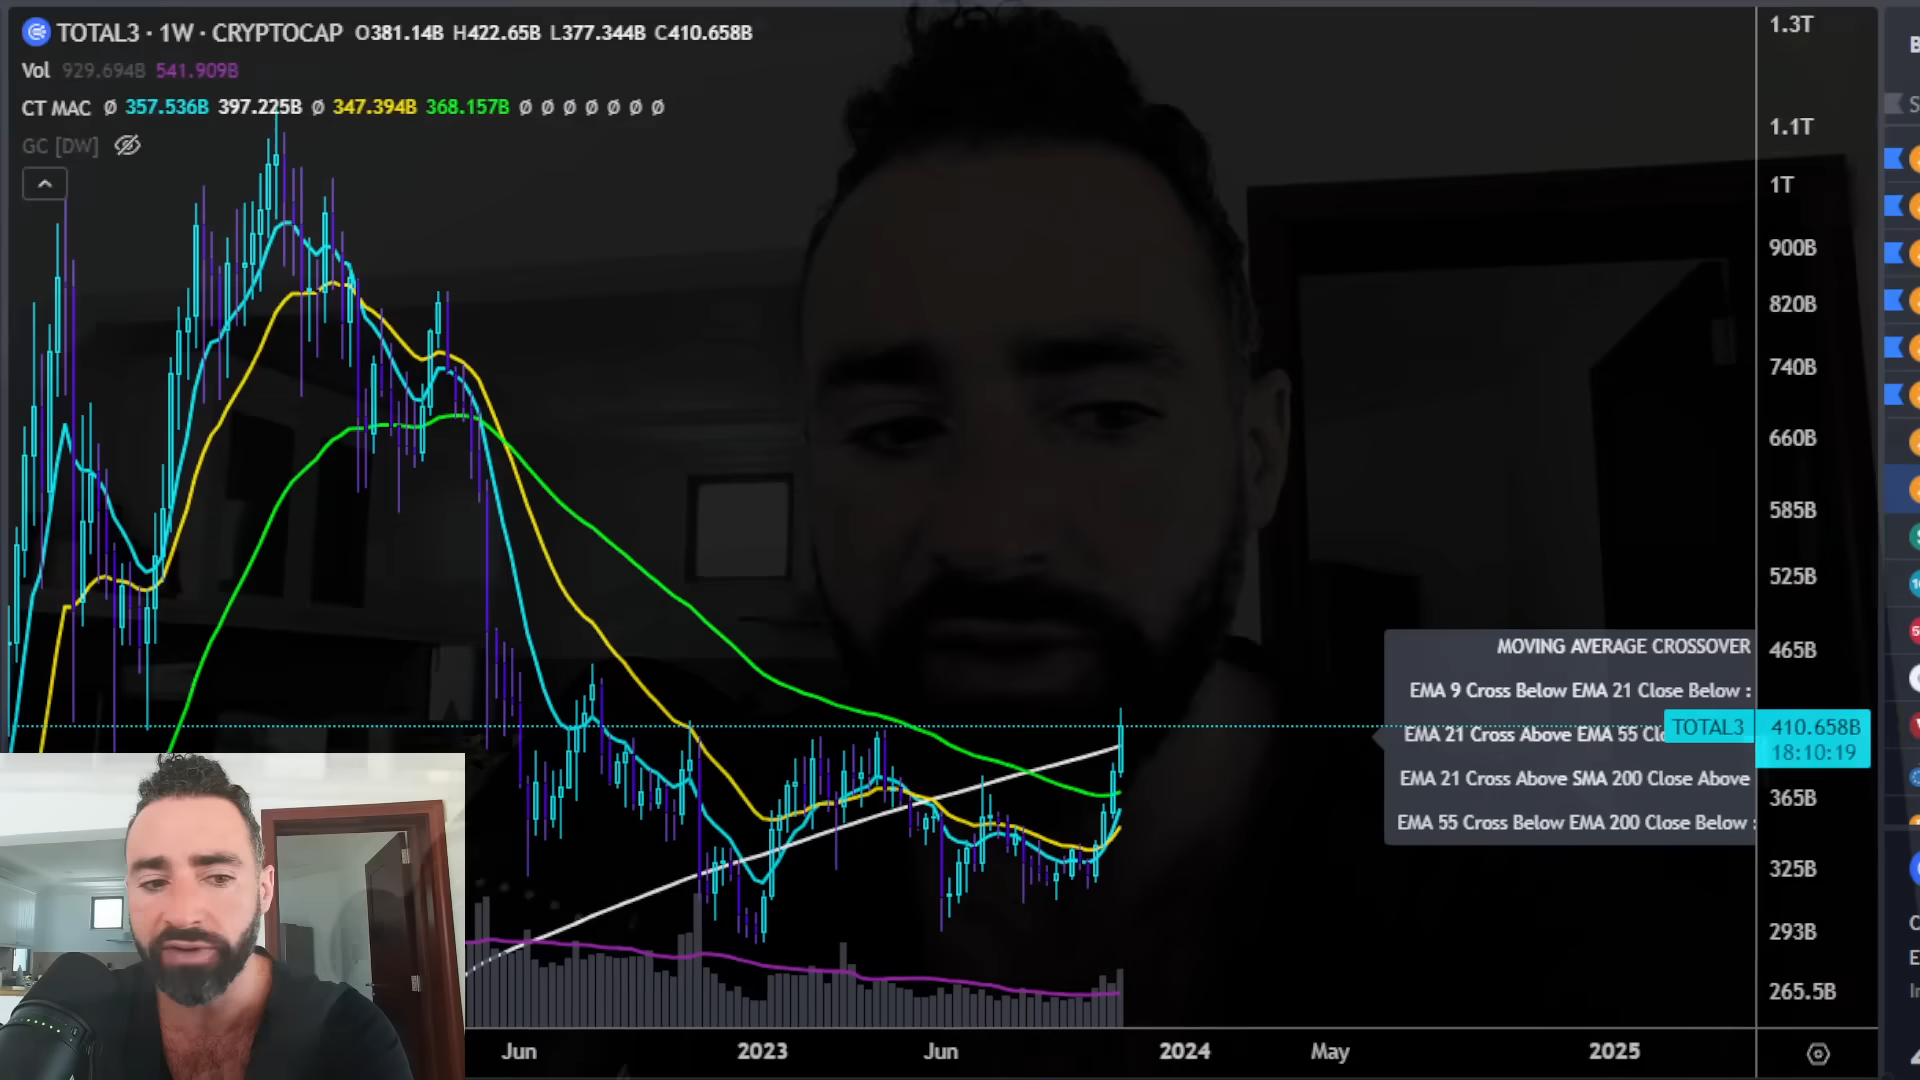 TOTAL3 · 1W · CRYPTOCAP O381.14B H422.65B L377.344B C410.658B
Vol 929.694B 541.909B
CT MAC Ø 357.536B 397.225B Ø 347.394B 368.157B Ø Ø Ø Ø Ø Ø Ø
GC [DW]
1.3T
1.1T
1T
900B
820B
740B
660B
585B
525B
465B
MOVING AVERAGE CROSSOVER
EMA 9 Cross Below EMA 21 Close Below :
EMA 21 Cross Above EMA 55
TOTAL3 410.658B
18:10:19
EMA 21 Cross Above SMA 200 Close Above
EMA 55 Cross Below EMA 200 Close Below :
365B
325B
293B
265.5B
Jun 2023 Jun 2024 May 2025